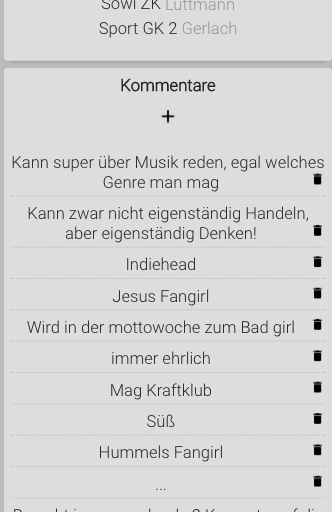 Sowi ZK Luttmann
Sport GK 2 Gerlach
Kommentare
+
Kann super über Musik reden, egal welches
Genre man mag
Kann zwar nicht eigenständig Handeln,
aber eigenständig Denken!
Indiehead
Jesus Fangirl
Wird in der mottowoche zum Bad girl
immer ehrlich
Mag Kraftklub
Süß
Hummels Fangirl
...